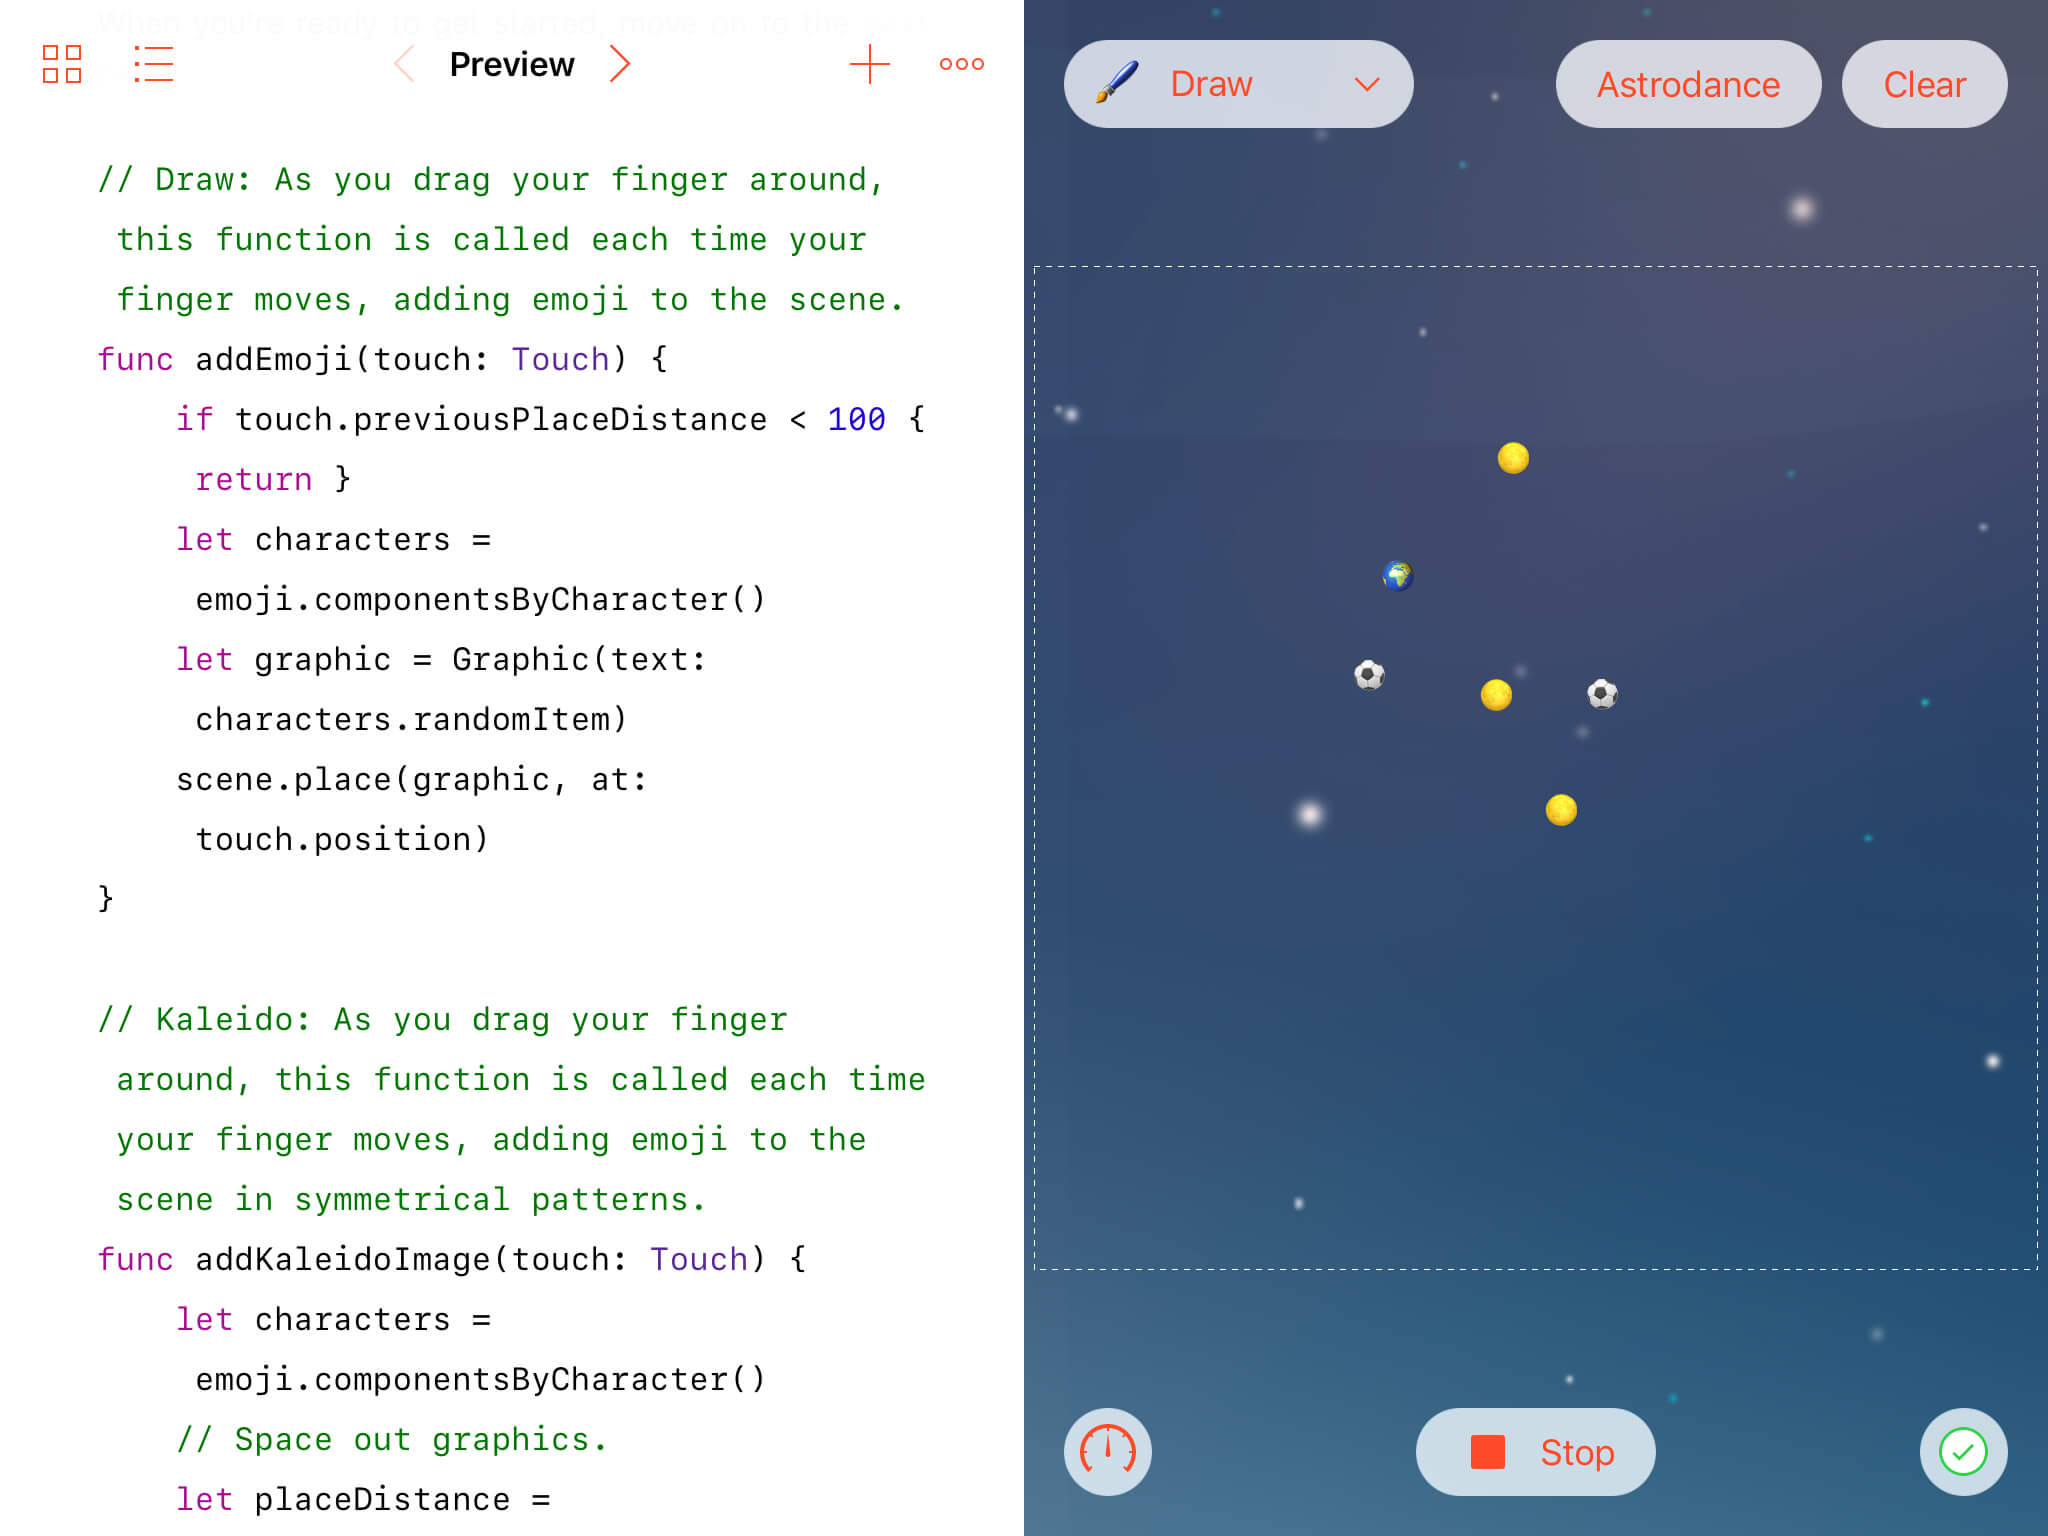 When you're ready to get started, move on to the next
Preview
// Draw: As you drag your finger around,
this function is called each time your
finger moves, adding emoji to the scene.
func addEmoji(touch: Touch) {
if touch.previousPlaceDistance < 100 {
return }
let characters =
emoji.componentsByCharacter()
let graphic = Graphic(text:
characters.randomItem)
scene.place(graphic, at:
touch.position)
}
// Kaleido: As you drag your finger
around, this function is called each time
your finger moves, adding emoji to the
scene in symmetrical patterns.
func addKaleidoImage(touch: Touch) {
let characters =
emoji.componentsByCharacter()
// Space out graphics.
let placeDistance =
Draw
Astrodance
Clear
Stop